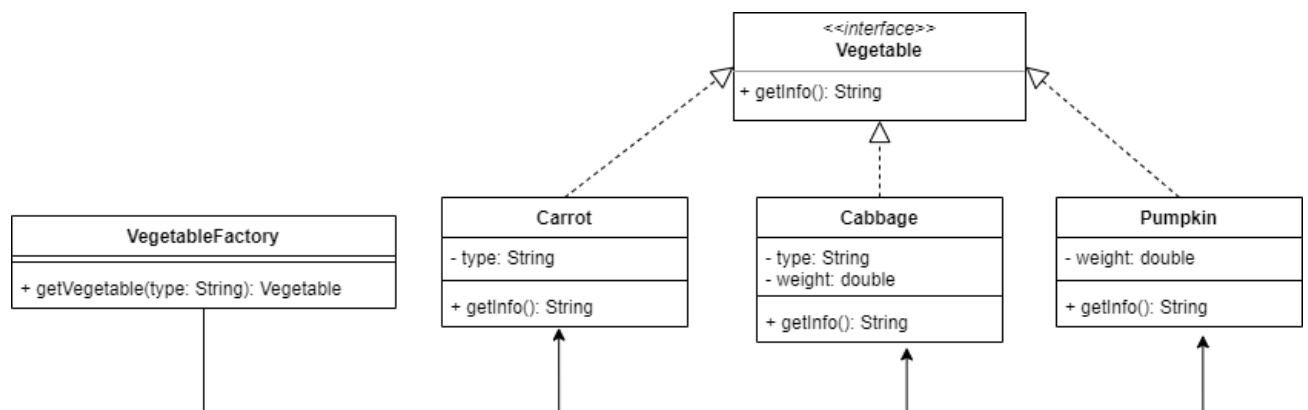 <<interface>>
Vegetable
+ getInfo(): String
VegetableFactory
+ getVegetable(type: String): Vegetable
Carrot
- type: String
+ getInfo(): String
Cabbage
- type: String
- weight: double
+ getInfo(): String
Pumpkin
- weight: double
+ getInfo(): String